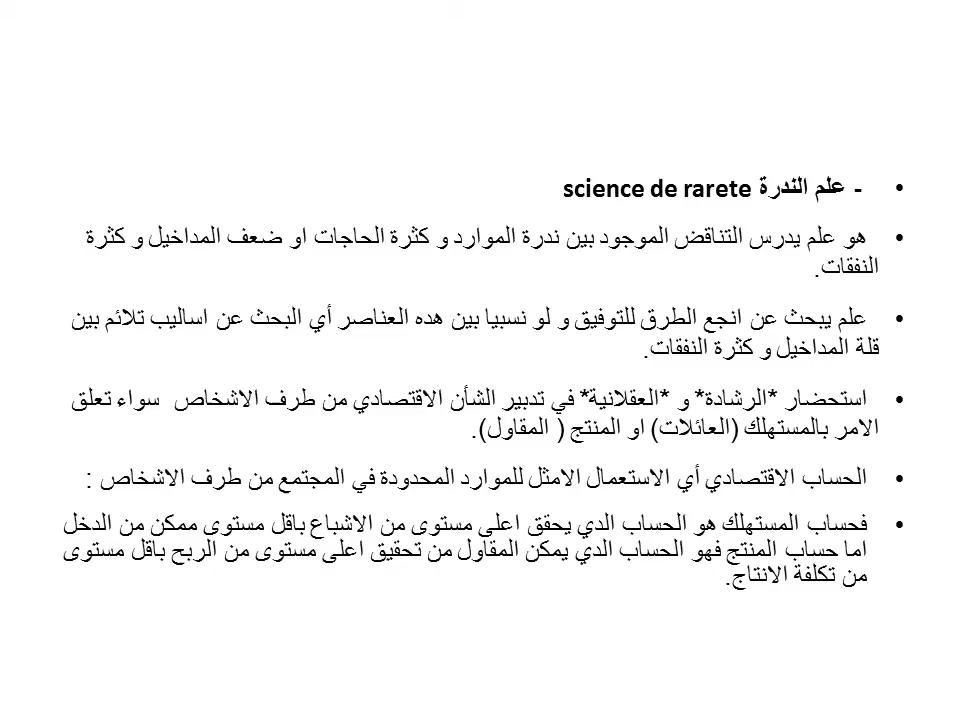 • - علم الندرة science de rarete
• هو علم يدرس التناقض الموجود بين ندرة الموارد و كثرة الحاجات او ضعف المداخيل و كثرة
النفقات.
• علم يبحث عن انجع الطرق للتوفيق و لو نسبيا بين هده العناصر أي البحث عن اساليب تلائم بين
قلة المداخيل و كثرة النفقات.
• استحضار *الرشادة* و *العقلانية* في تدبير الشأن الاقتصادي من طرف الاشخاص سواء تعلق
الامر بالمستهلك (العائلات) او المنتج ( المقاول).
• الحساب الاقتصادي أي الاستعمال الامثل للموارد المحدودة في المجتمع من طرف الاشخاص :
• فحساب المستهلك هو الحساب الدي يحقق اعلى مستوى من الاشباع باقل مستوى ممكن من الدخل
اما حساب المنتج فهو الحساب الدي يمكن المقاول من تحقيق اعلى مستوى من الربح باقل مستوى
من تكلفة الانتاج.